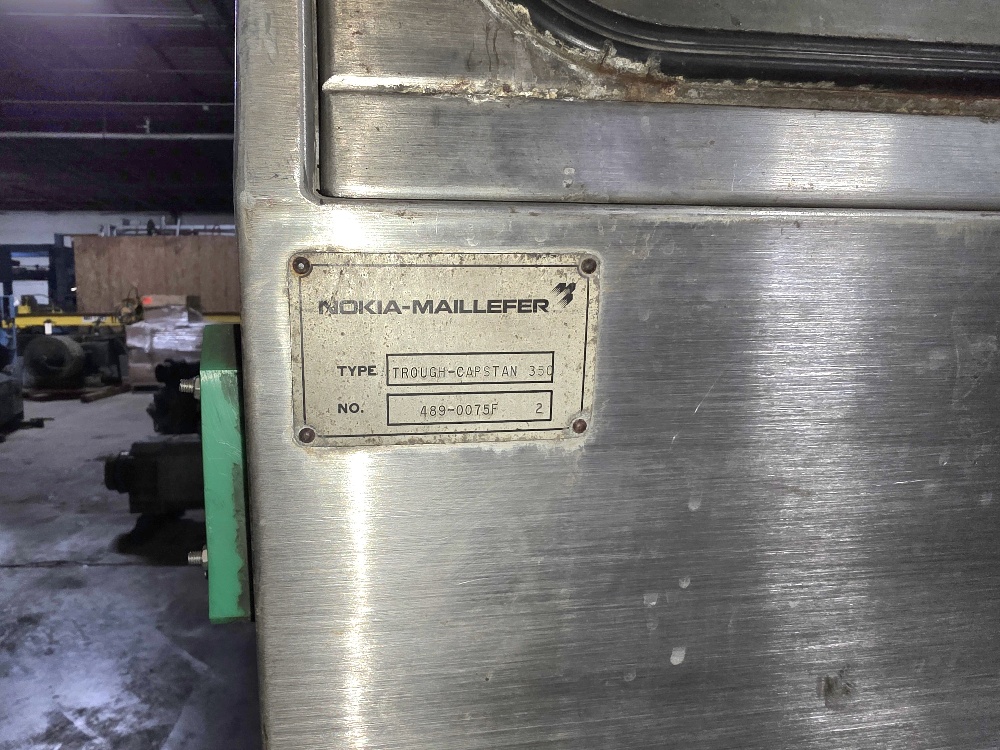 NOKIA-MAILLEFER
TYPE TROUGH-CAPSTAN 350
NO. 489-0075F 2